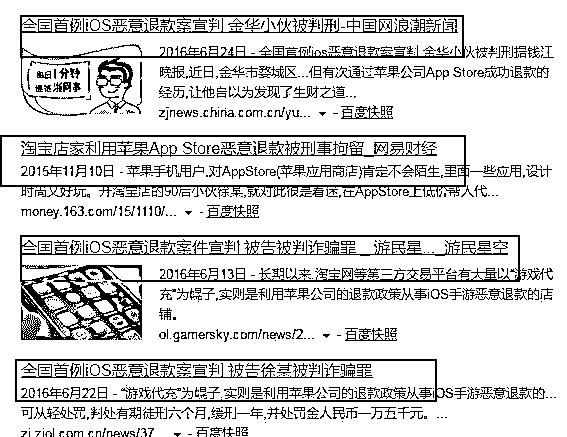 全国首例iOS恶意退款案宣判 金华小伙被判刑-中国网浪潮新闻
2016年6月24日 - 全国首例ios恶意退款案宣判 金华小伙被判刑据钱江
晚报,近日,金华市婺城区...但有次通过苹果公司App Store成功退款的
经历,让他自以为发现了生财之道...
zjnews.china.com.cn/yu... - 百度快照
淘宝店家利用苹果App Store恶意退款被刑事拘留_网易财经
2015年11月10日 - 苹果手机用户,对AppStore(苹果应用商店)肯定不会陌生,里面一些应用,设计
时尚又好玩。开淘宝店的90后小伙徐某,就对此很是着迷,在AppStore上低价帮人代...
money.163.com/15/1110/... - 百度快照
全国首例iOS恶意退款案件宣判 被告被判诈骗罪 _ 游民星..._游民星空
2016年6月13日 - 长期以来,淘宝网等第三方交易平台有大量以“游戏代
充”为幌子,实则是利用苹果公司的退款政策从事iOS手游恶意退款的店
铺。
ol.gamersky.com/news/2... - 百度快照
全国首例iOS恶意退款案宣判 被告徐某被判诈骗罪
2016年6月22日 - “游戏代充”为幌子,实则是利用苹果公司的退款政策从事iOS手游恶意退款的...
可从轻处罚,判处有期徒刑六个月,缓刑一年,并处罚金人民币一万五千元。...
zj.zjol.com.cn/news/37... - 百度快照